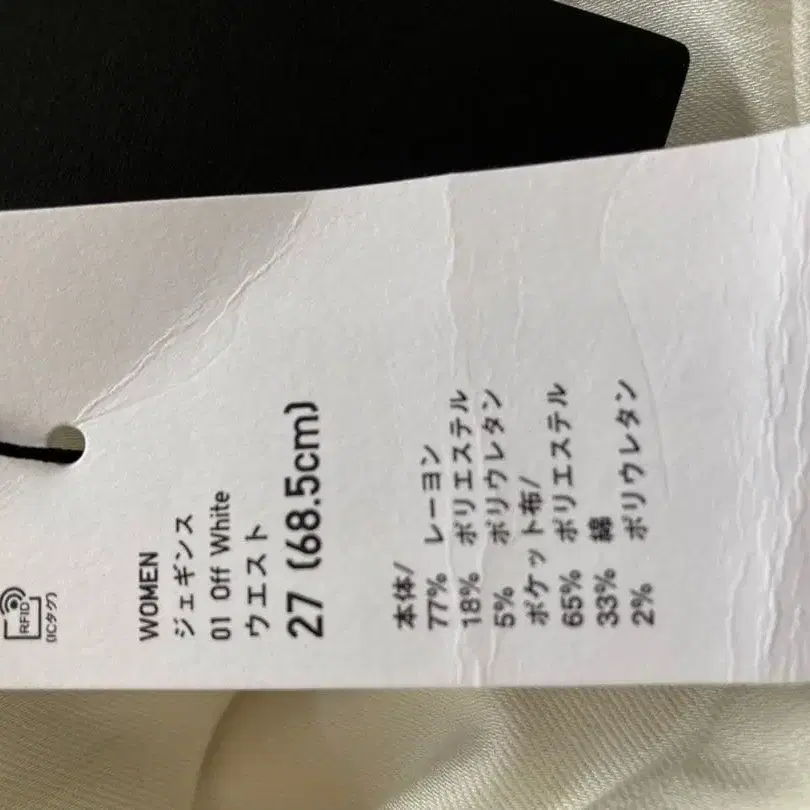 RFID
(ICタグ)
WOMEN
ジェギンス
01 Off White
ウエスト
27 (68.5cm)
本体/
77% レーヨン
18% ポリエステル
5% ポリウレタン
ポケット布/
65% ポリエステル
33% 綿
2% ポリウレタン